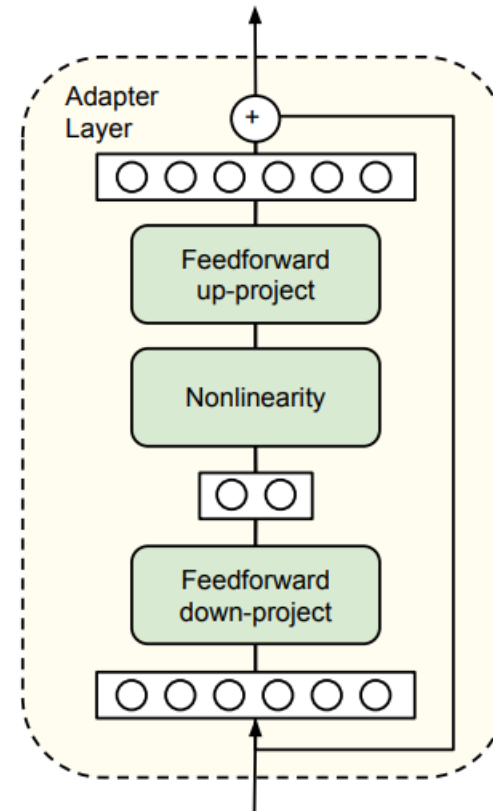 Adapter
Layer
+
Feedforward
up-project
Nonlinearity
Feedforward
down-project